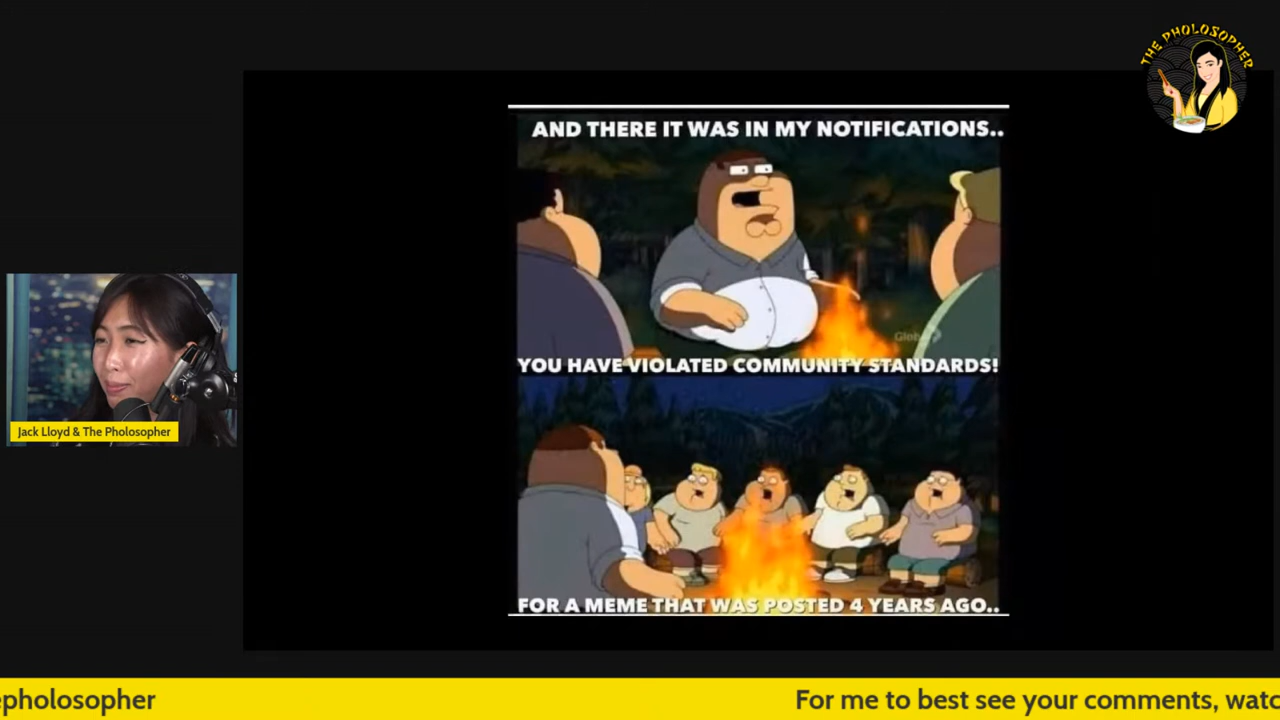 THE PHOLOSOPHER
AND THERE IT WAS IN MY NOTIFICATIONS..
YOU HAVE VIOLATED COMMUNITY STANDARDS!
Jack Lloyd & The Pholosopher
FOR A MEME THAT WAS POSTED 4 YEARS AGO..
epholosopher
For me to best see your comments, watc